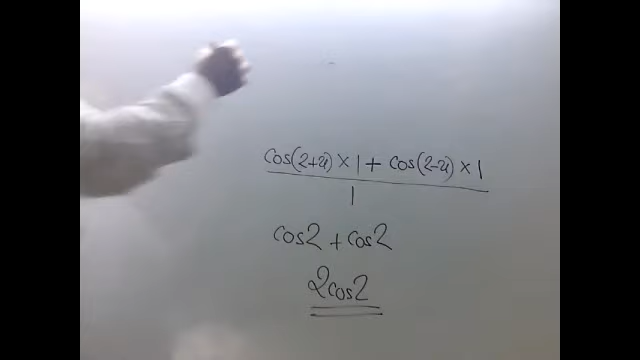 cos(2+x) × 1 + cos(2-x) × 1
1
cos2 + cos2
2cos2